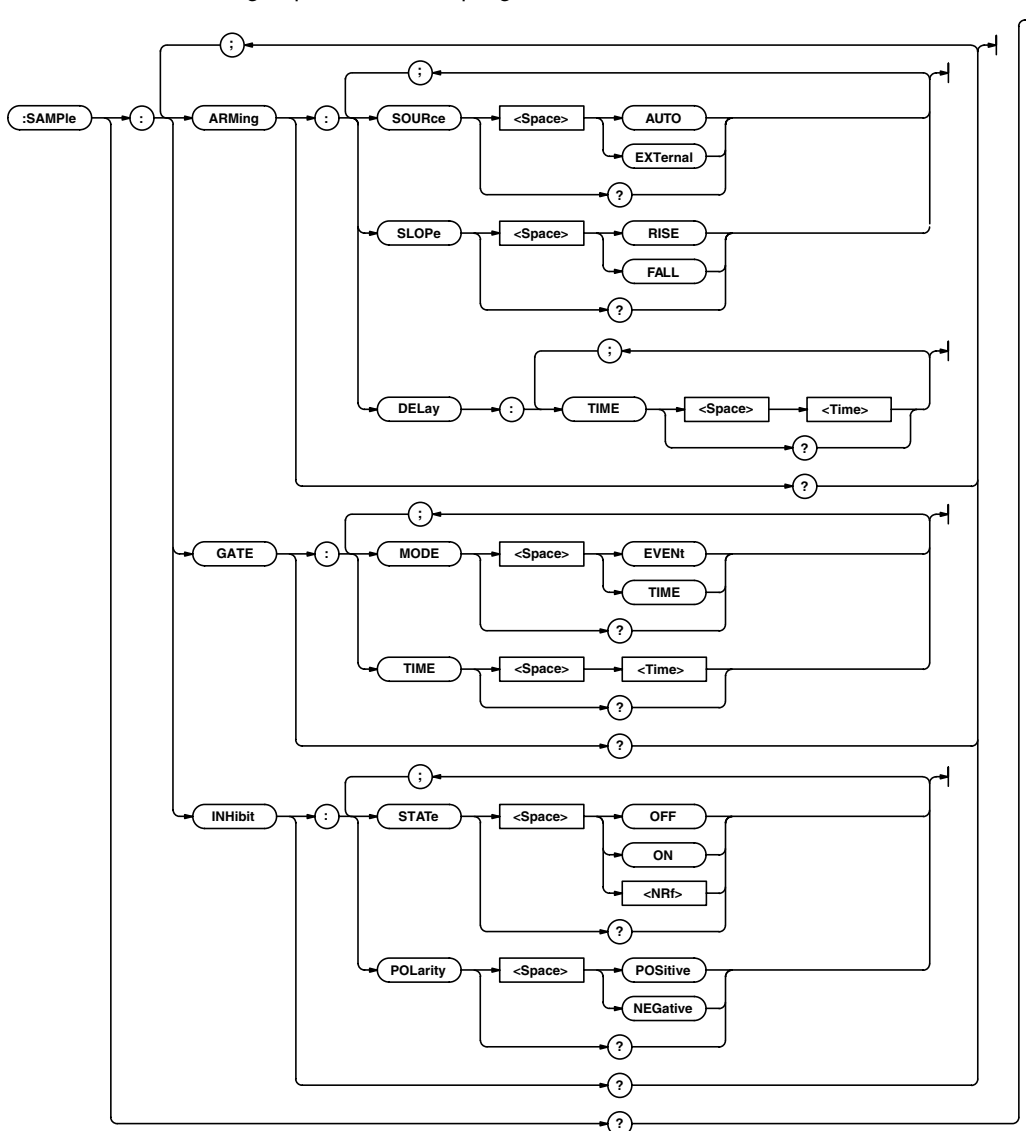 ;
;
:SAMPle : ARMing : SOURce <Space> AUTO
EXTernal
?
SLOPe <Space> RISE
FALL
?
;
DELay : TIME <Space> <Time>
?
?
;
GATE : MODE <Space> EVENt
TIME
?
TIME <Space> <Time>
?
?
;
INHibit : STATe <Space> OFF
ON
<NRf>
?
POLarity <Space> POSitive
NEGative
?
?
?